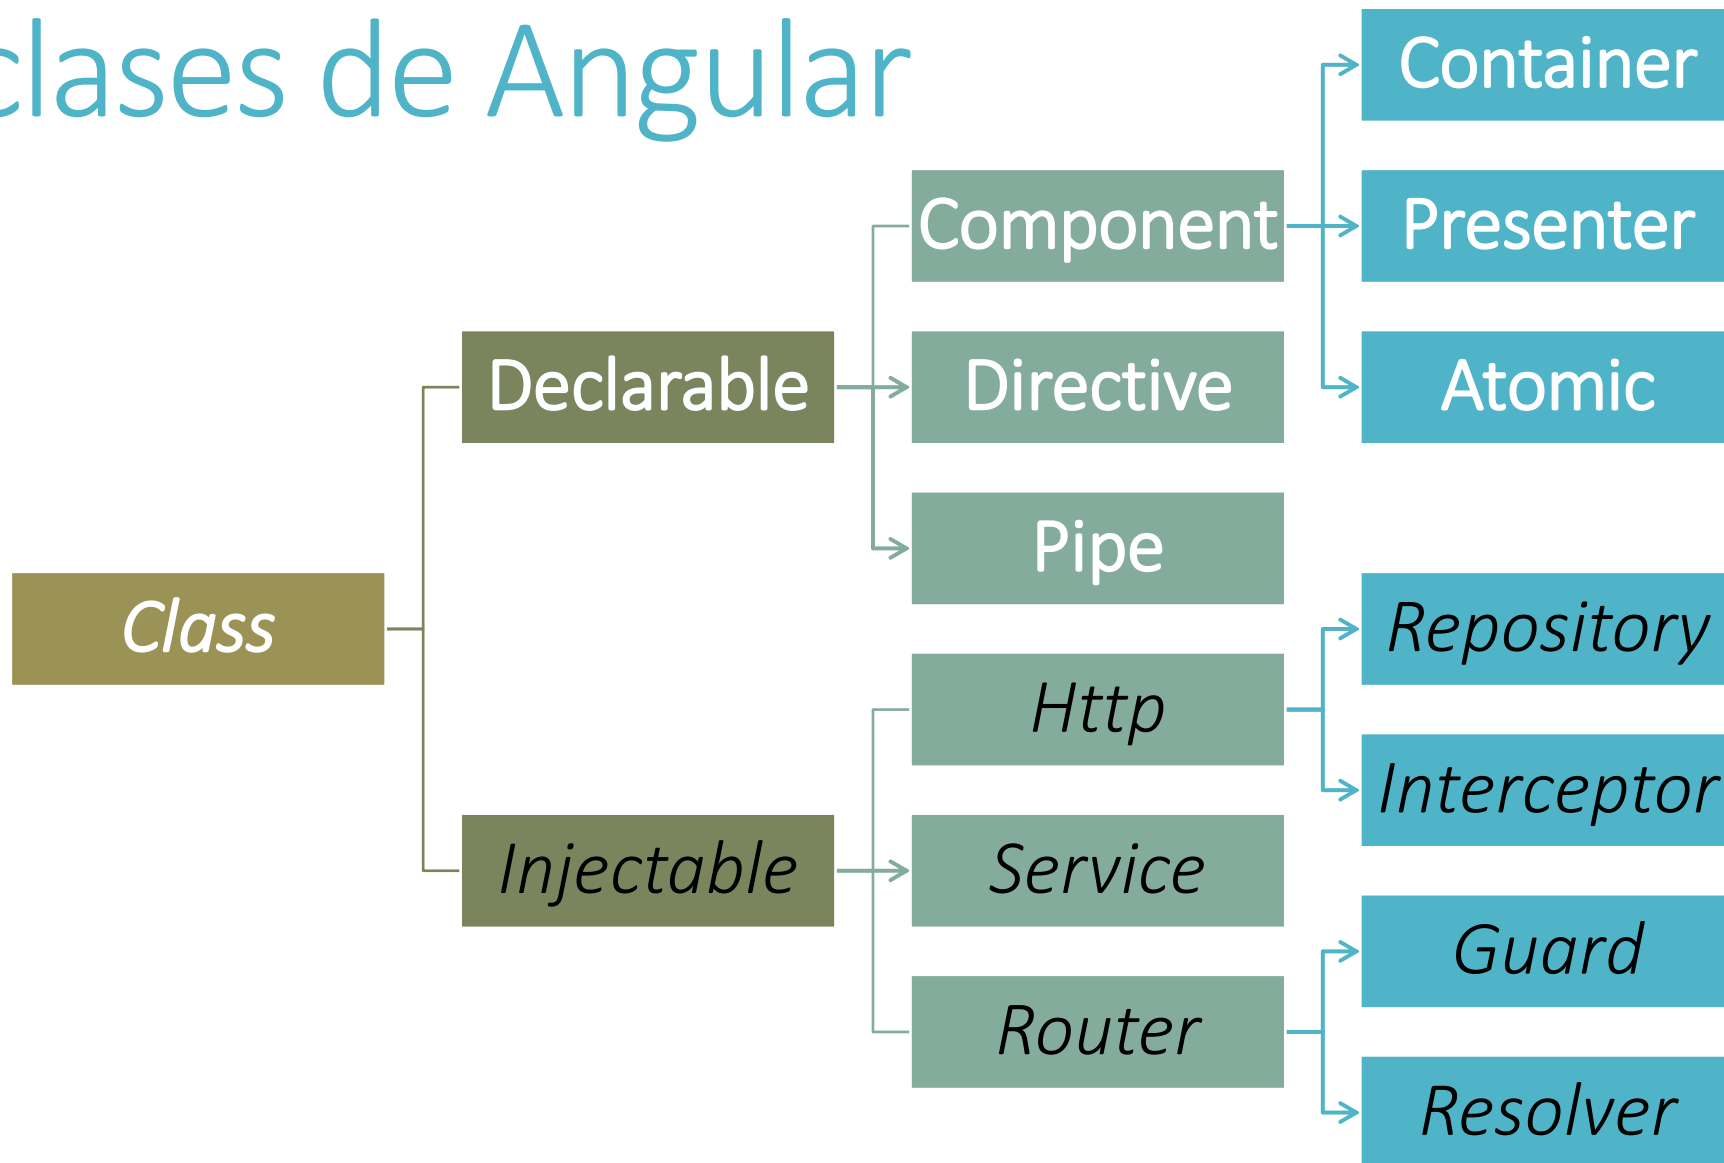 clases de Angular
Container
Component
Presenter
Declarable
Directive
Atomic
Pipe
Class
Repository
Http
Interceptor
Injectable
Service
Guard
Router
Resolver